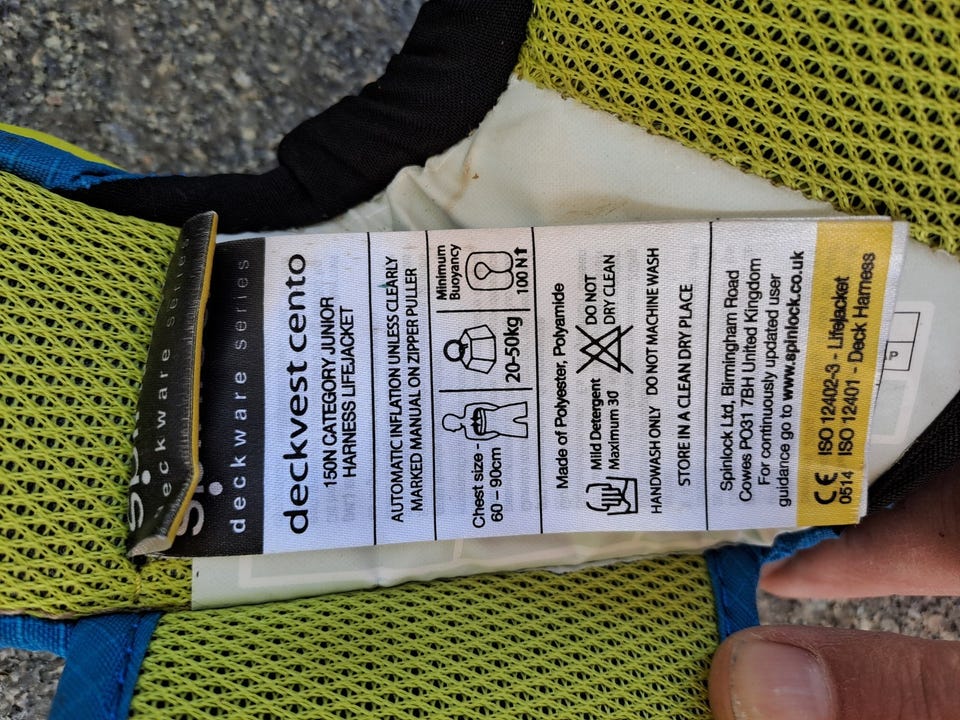 deckware series
deckware series
deckvest cento
150N CATEGORY JUNIOR
HARNESS LIFEJACKET
AUTOMATIC INFLATION UNLESS CLEARLY
MARKED MANUAL ON ZIPPER PULLER
Chest size -
60 – 90cm
20-50kg
Minimum
Buoyancy
100 N
Made of Polyester, Polyamide
Mild Detergent
Maximum 30°
DO NOT
DRY CLEAN
HANDWASH ONLY DO NOT MACHINE WASH
STORE IN A CLEAN DRY PLACE
Spinlock Ltd, Birmingham Road
Cowes PO31 7BH United Kingdom
For continuously updated user
guidance go to www.spinlock.co.uk
CE ISO 12402-3 - Lifejacket
0514 ISO 12401 - Deck Harness
P